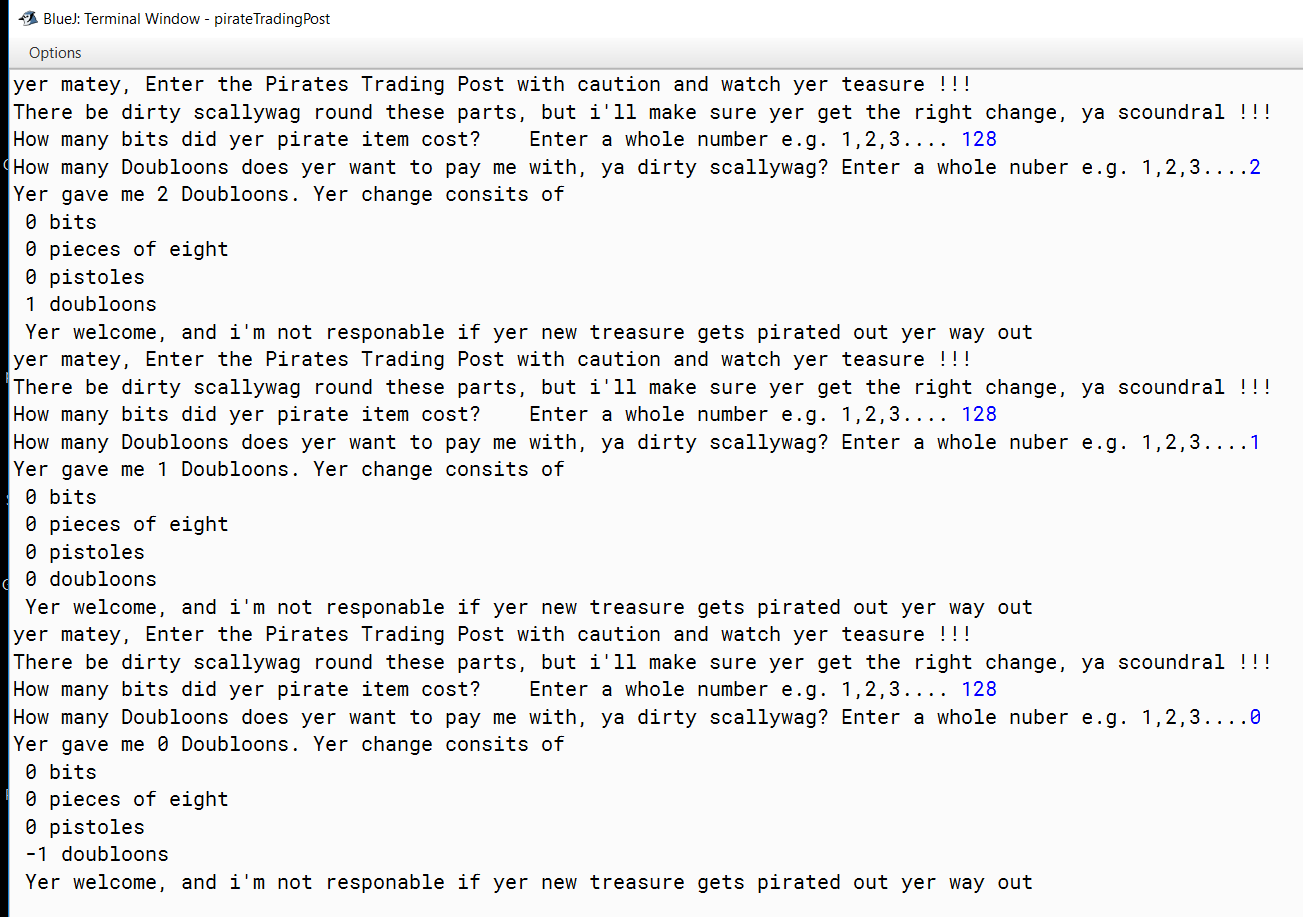 BlueJ: Terminal Window - pirateTradingPost
Options
yer matey, Enter the Pirates Trading Post with caution and watch yer teasure !!!
There be dirty scallywag round these parts, but i'll make sure yer get the right change, ya scoundral !!!
How many bits did yer pirate item cost?    Enter a whole number e.g. 1,2,3.... 128
How many Doubloons does yer want to pay me with, ya dirty scallywag? Enter a whole nuber e.g. 1,2,3....2
Yer gave me 2 Doubloons. Yer change consits of
 0 bits
 0 pieces of eight
 0 pistoles
 1 doubloons
 Yer welcome, and i'm not responable if yer new treasure gets pirated out yer way out
yer matey, Enter the Pirates Trading Post with caution and watch yer teasure !!!
There be dirty scallywag round these parts, but i'll make sure yer get the right change, ya scoundral !!!
How many bits did yer pirate item cost?    Enter a whole number e.g. 1,2,3.... 128
How many Doubloons does yer want to pay me with, ya dirty scallywag? Enter a whole nuber e.g. 1,2,3....1
Yer gave me 1 Doubloons. Yer change consits of
 0 bits
 0 pieces of eight
 0 pistoles
 0 doubloons
 Yer welcome, and i'm not responable if yer new treasure gets pirated out yer way out
yer matey, Enter the Pirates Trading Post with caution and watch yer teasure !!!
There be dirty scallywag round these parts, but i'll make sure yer get the right change, ya scoundral !!!
How many bits did yer pirate item cost?    Enter a whole number e.g. 1,2,3.... 128
How many Doubloons does yer want to pay me with, ya dirty scallywag? Enter a whole nuber e.g. 1,2,3....0
Yer gave me 0 Doubloons. Yer change consits of
 0 bits
 0 pieces of eight
 0 pistoles
 -1 doubloons
 Yer welcome, and i'm not responable if yer new treasure gets pirated out yer way out